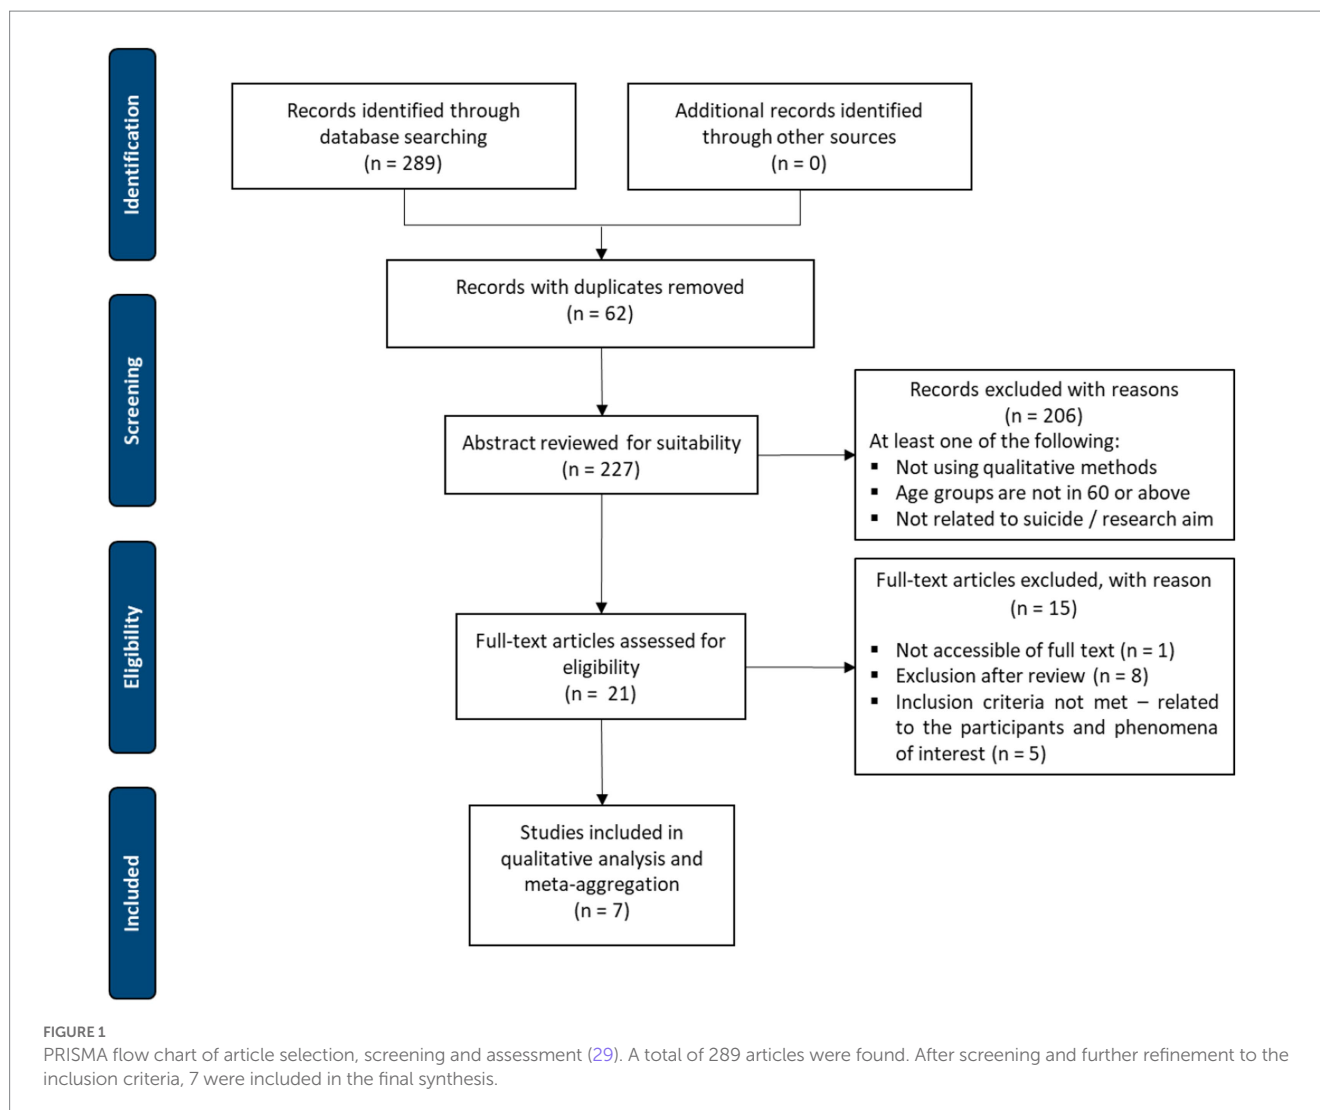 Identification
Records identified through
database searching
(n = 289)
Additional records identified
through other sources
(n = 0)
Records with duplicates removed
(n = 62)
Screening
Abstract reviewed for suitability
(n = 227)
Records excluded with reasons
(n = 206)
At least one of the following:
▪ Not using qualitative methods
▪ Age groups are not in 60 or above
▪ Not related to suicide / research aim
Eligibility
Full-text articles assessed for
eligibility
(n = 21)
Full-text articles excluded, with reason
(n = 15)
▪ Not accessible of full text (n = 1)
▪ Exclusion after review (n = 8)
▪ Inclusion criteria not met – related
to the participants and phenomena
of interest (n = 5)
Included
Studies included in
qualitative analysis and
meta-aggregation
(n = 7)
FIGURE 1
PRISMA flow chart of article selection, screening and assessment (29). A total of 289 articles were found. After screening and further refinement to the
inclusion criteria, 7 were included in the final synthesis.